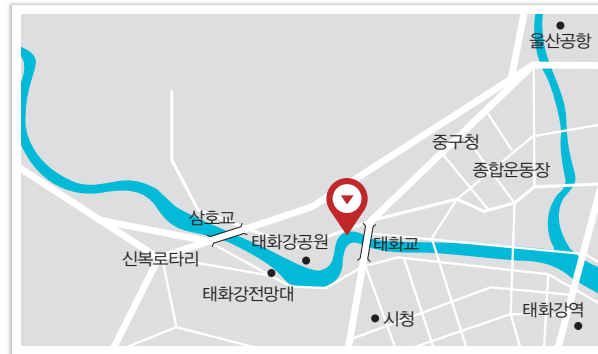 울산공항
중구청
종합운동장
삼호교
태화강공원
태화교
신복로타리
태화강전망대
태화강역
시청